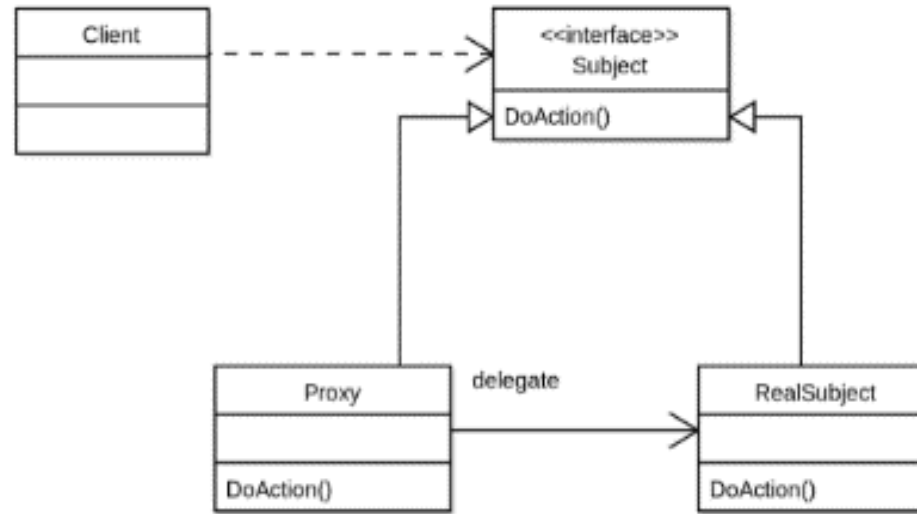 Client
<<interface>>
Subject
DoAction()
Proxy
delegate
RealSubject
DoAction()
DoAction()